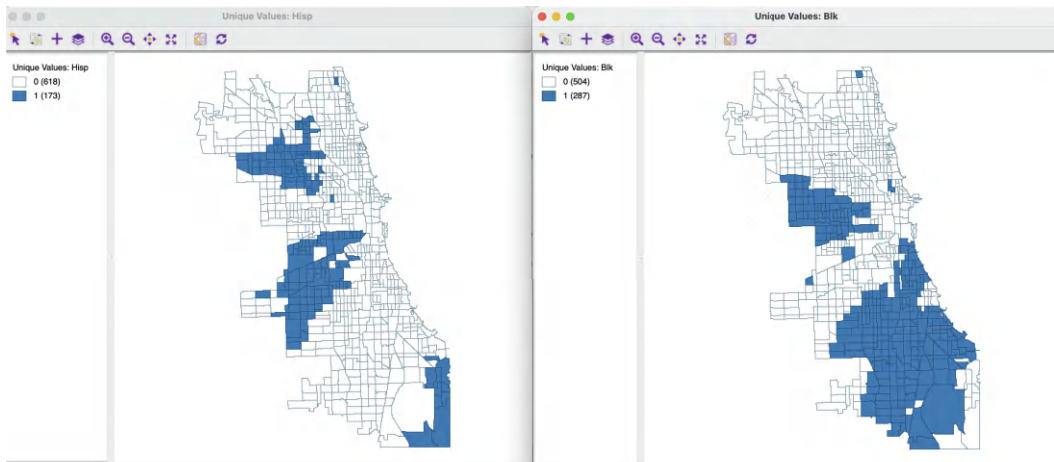 Unique Values: Hisp
Unique Values: Hisp
0 (618)
1 (173)
Unique Values: Blk
Unique Values: Blk
0 (504)
1 (287)